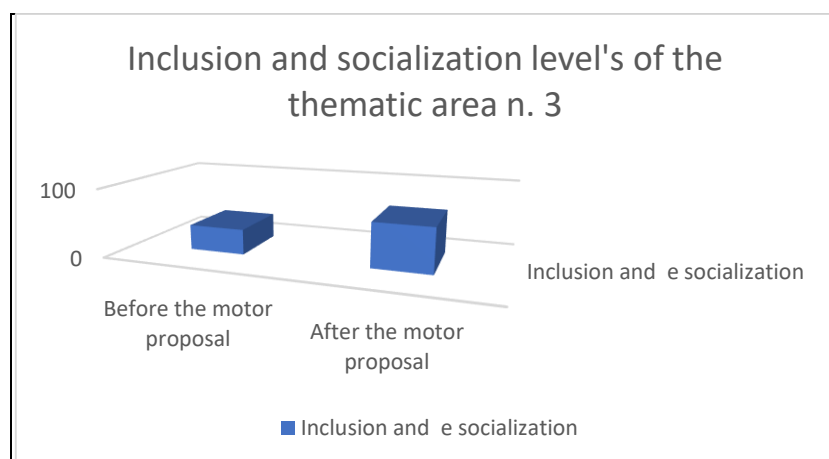 Inclusion and socialization level's of the
thematic area n. 3
100
0
Inclusion and  e socialization
Before the motor
proposal
After the motor
proposal
Inclusion and  e socialization